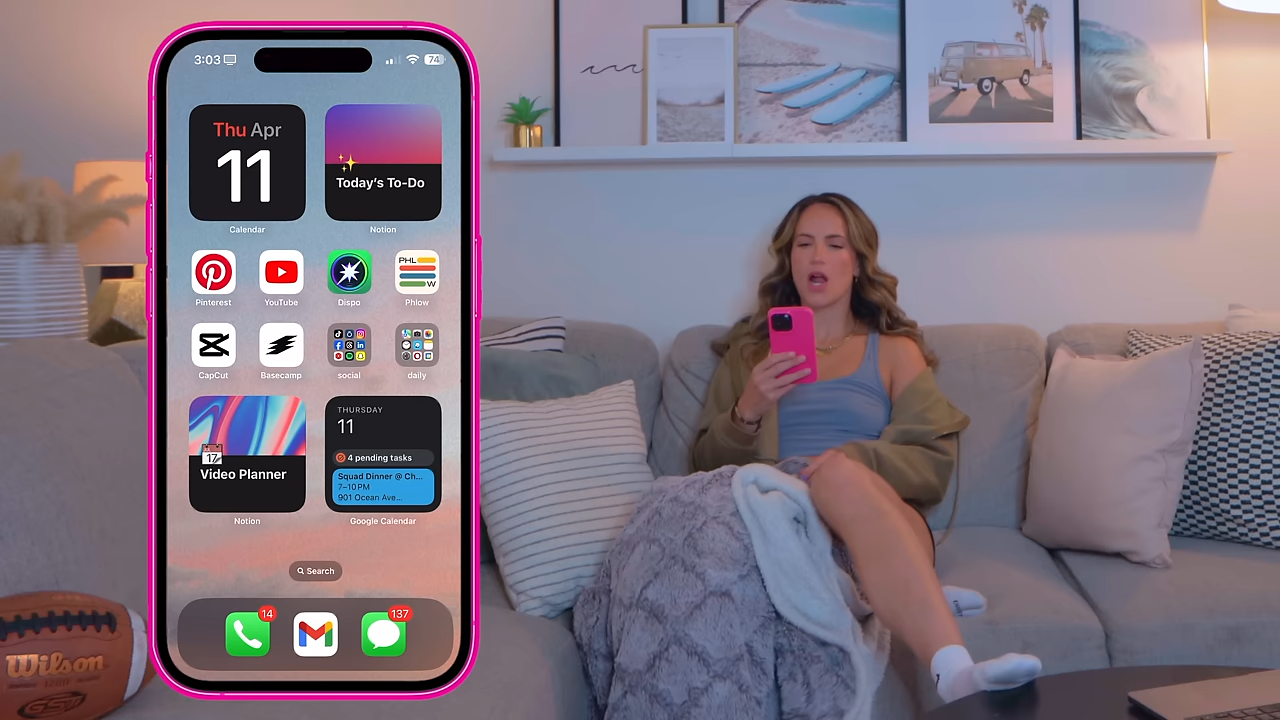 3:03
74
Thu Apr
11
Calendar
Today's To-Do
Notion
Pinterest
YouTube
Dispo
PHL
W
Phlow
CapCut
Basecamp
social
daily
17
Video Planner
Notion
THURSDAY
11
4 pending tasks
Squad Dinner @ Ch...
7–10PM
901 Ocean Ave...
Google Calendar
Search
14
137
Wilson
GST